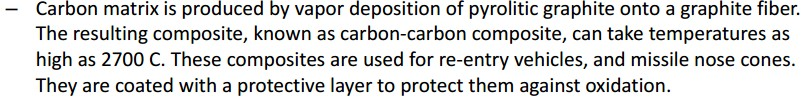 – Carbon matrix is produced by vapor deposition of pyrolitic graphite onto a graphite fiber.
The resulting composite, known as carbon-carbon composite, can take temperatures as
high as 2700 C. These composites are used for re-entry vehicles, and missile nose cones.
They are coated with a protective layer to protect them against oxidation.